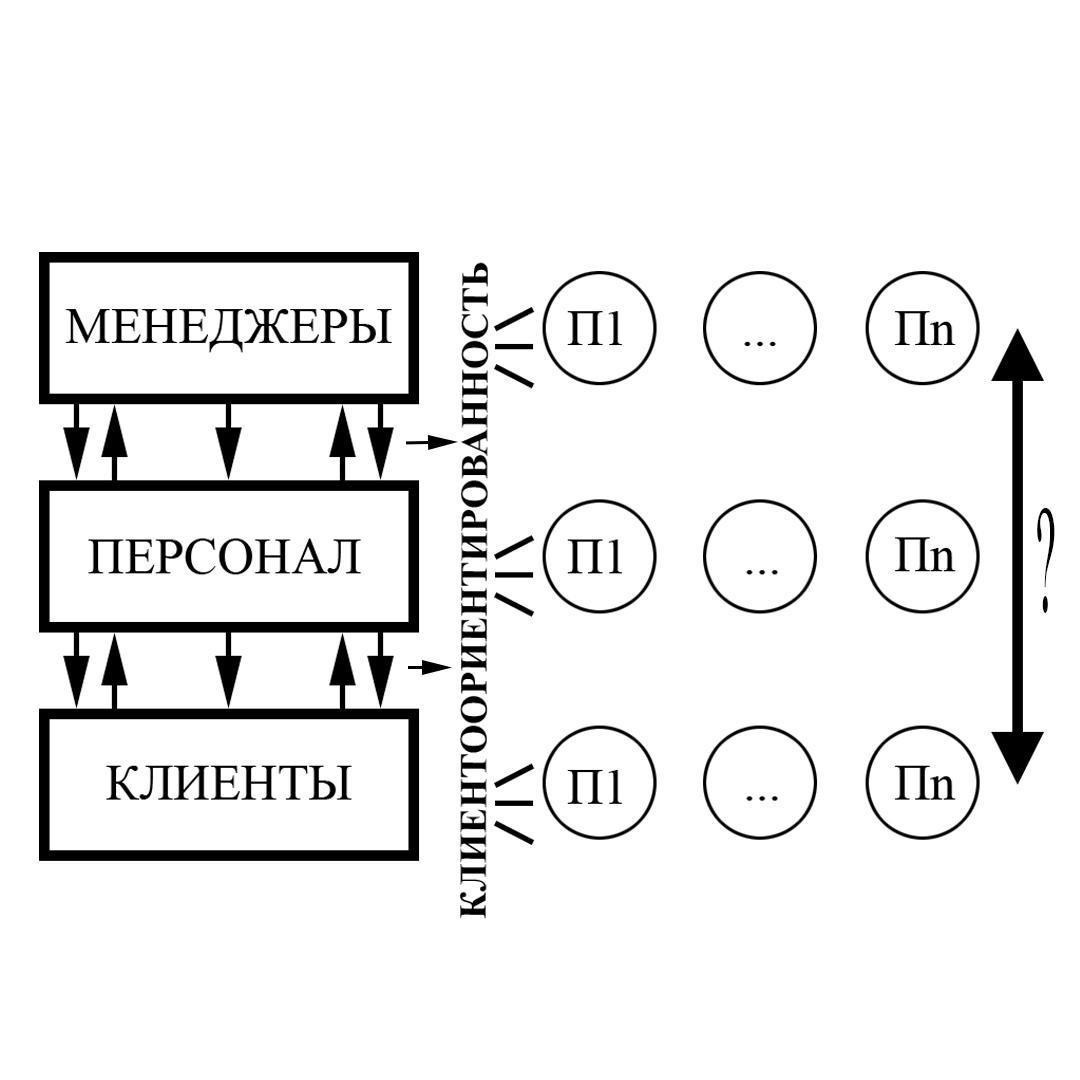 МЕНЕДЖЕРЫ
ПЕРСОНАЛ
КЛИЕНТЫ
КЛИЕНТООРИЕНТИРОВАННОСТЬ
П1 ... Пn
П1 ... Пn
П1 ... Пn
?